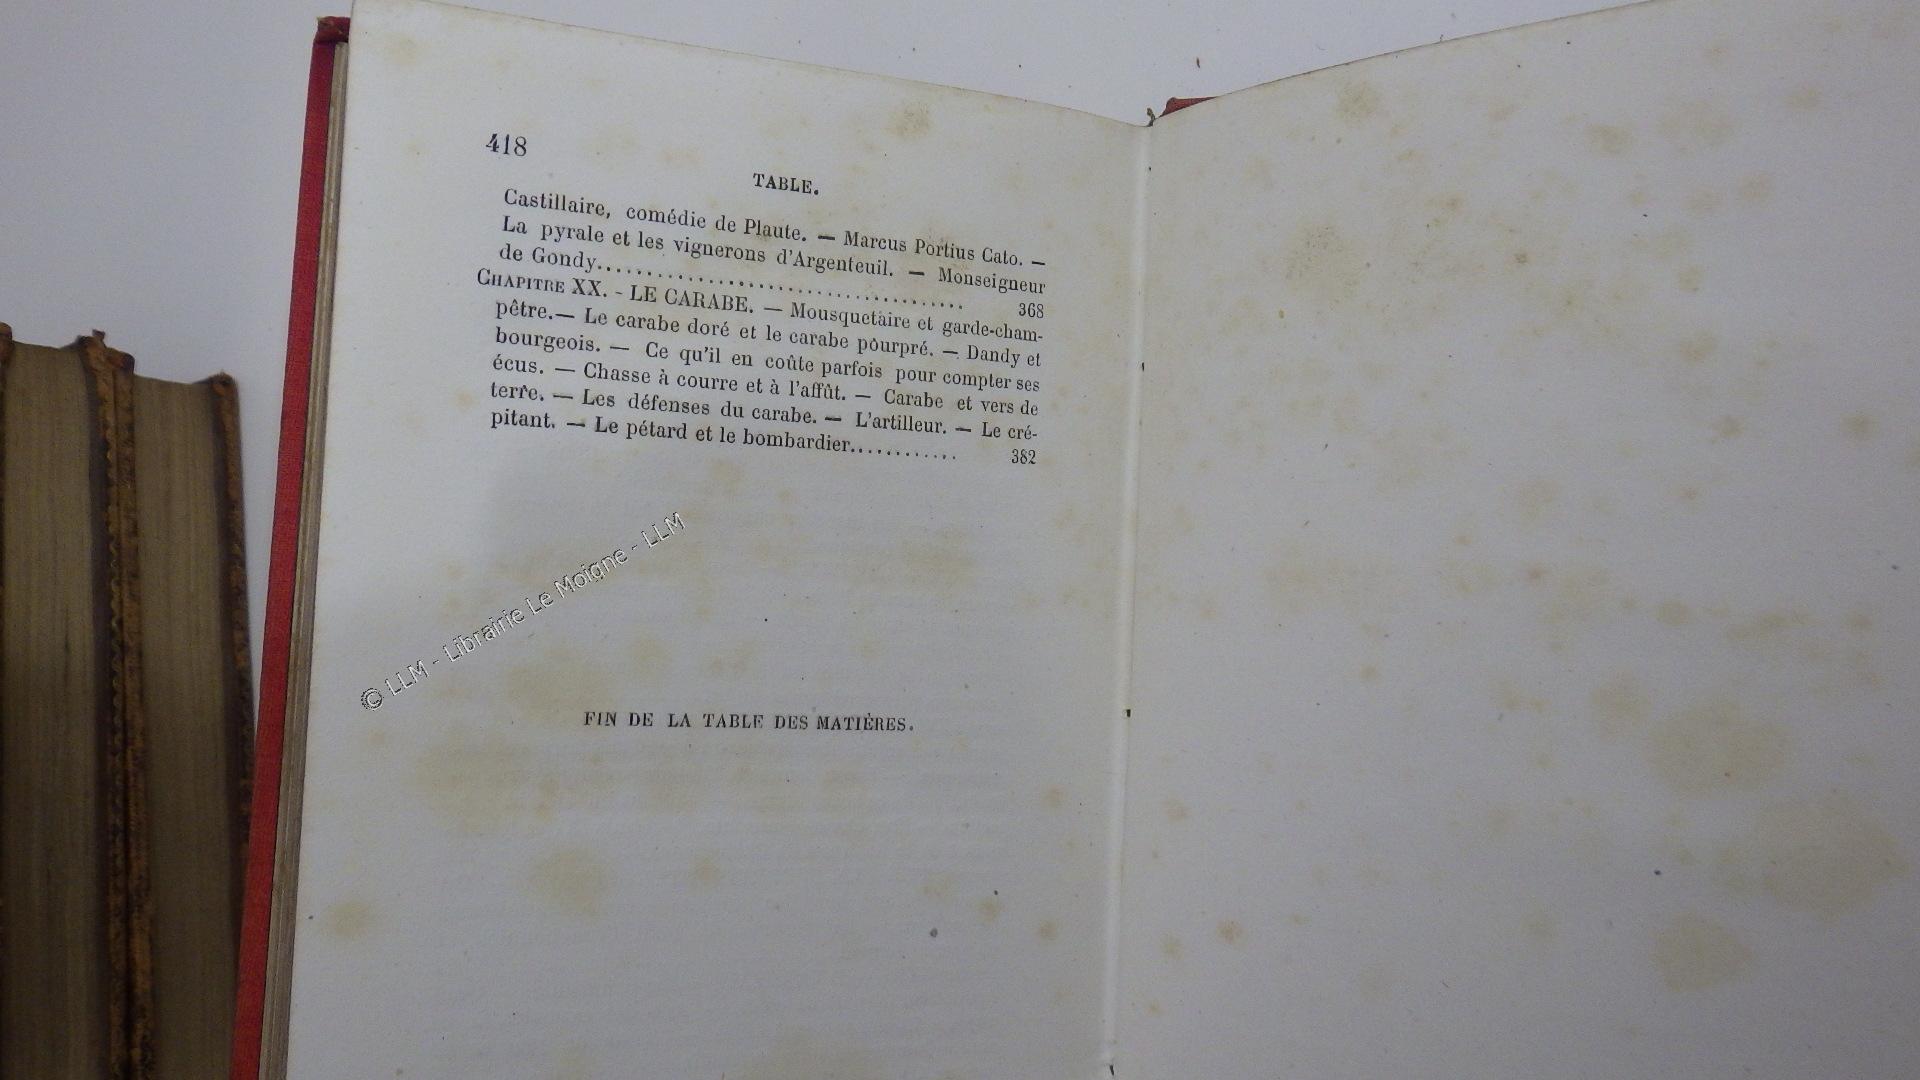 418
TABLE.
Castillaire, comédie de Plaute. — Marcus Portius Cato. —
La pyrale et les vignerons d'Argenteuil. — Monseigneur
de Gondy.................................... 368
CHAPITRE XX. - LE CARABE. — Mousquetaire et garde-cham-
pêtre.— Le carabe doré et le carabe pourpré. — Dandy et
bourgeois. — Ce qu'il en coûte parfois pour compter ses
écus. — Chasse à courre et à l'affût. — Carabe et vers de
terre. — Les défenses du carabe. — L'artilleur. — Le cré-
pitant. — Le pétard et le bombardier............ 382
© LLM - Librairie Le Moigne - LLM
FIN DE LA TABLE DES MATIÈRES.